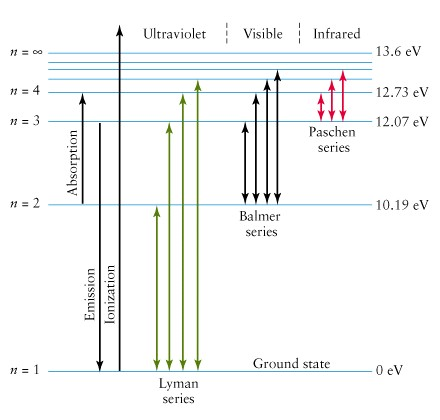 Ultraviolet Visible Infrared
n = ∞ 13.6 eV
n = 4 12.73 eV
n = 3 12.07 eV
Paschen
series
Absorption
n = 2 10.19 eV
Balmer
series
Emission
Ionization
n = 1 Ground state 0 eV
Lyman
series